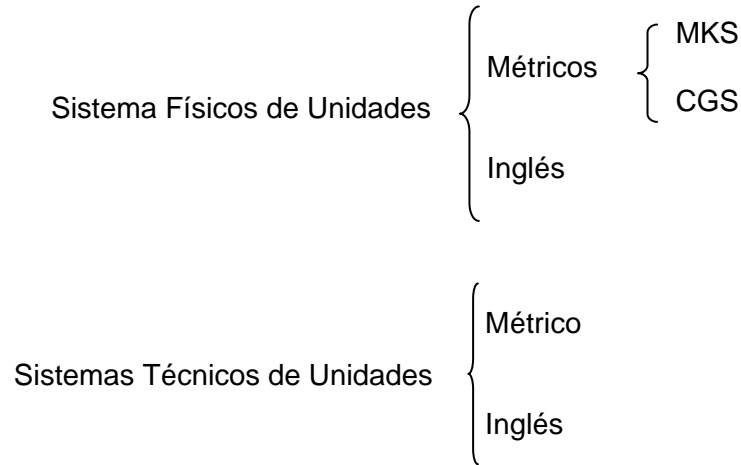 MKS
Métricos
CGS
Sistema Físicos de Unidades
Inglés
Métrico
Sistemas Técnicos de Unidades
Inglés